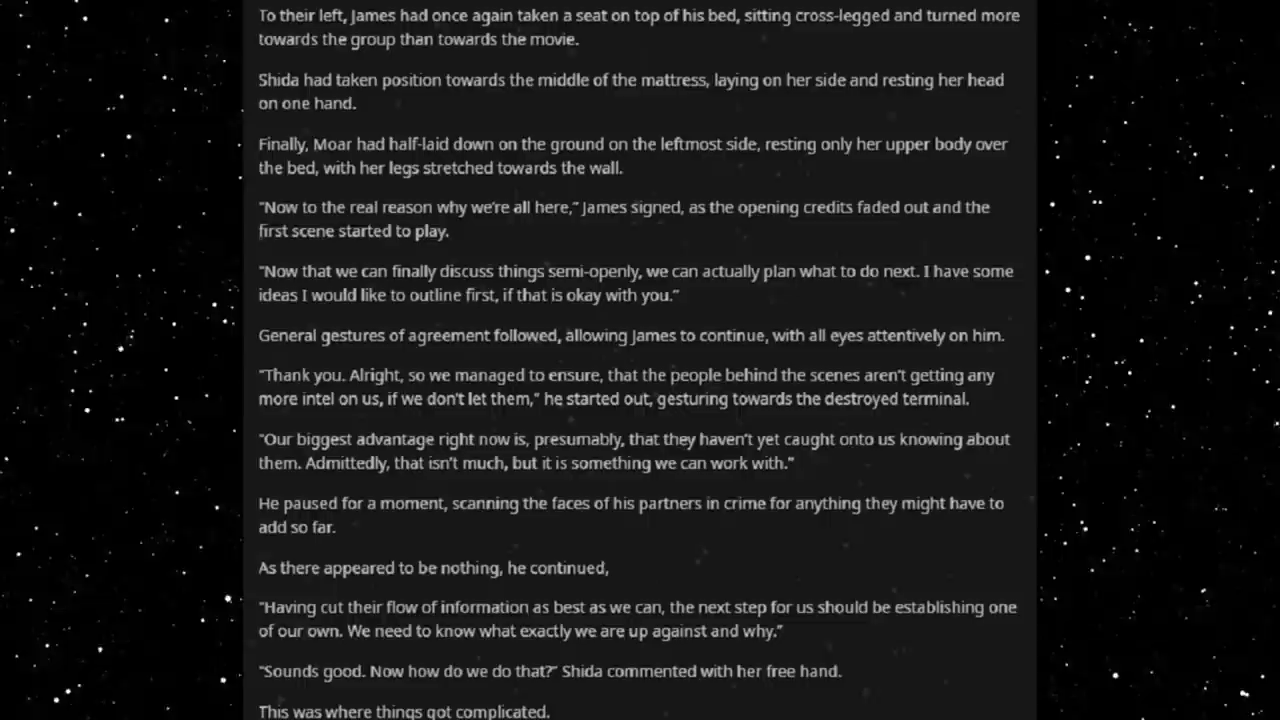 To their left, James had once again taken a seat on top of his bed, sitting cross-legged and turned more
towards the group than towards the movie.
Shida had taken position towards the middle of the mattress, laying on her side and resting her head
on one hand.
Finally, Moar had half-laid down on the ground on the leftmost side, resting only her upper body over
the bed, with her legs stretched towards the wall.
“Now to the real reason why we’re all here,” James signed, as the opening credits faded out and the
first scene started to play.
“Now that we can finally discuss things semi-openly, we can actually plan what to do next. I have some
ideas I would like to outline first, if that is okay with you.”
General gestures of agreement followed, allowing James to continue, with all eyes attentively on him.
“Thank you. Alright, so we managed to ensure, that the people behind the scenes aren’t getting any
more intel on us, if we don’t let them,” he started out, gesturing towards the destroyed terminal.
“Our biggest advantage right now is, presumably, that they haven’t yet caught onto us knowing about
them. Admittedly, that isn’t much, but it is something we can work with.”
He paused for a moment, scanning the faces of his partners in crime for anything they might have to
add so far.
As there appeared to be nothing, he continued,
“Having cut their flow of information as best as we can, the next step for us should be establishing one
of our own. We need to know what exactly we are up against and why.”
“Sounds good. Now how do we do that?” Shida commented with her free hand.
This was where things got complicated.